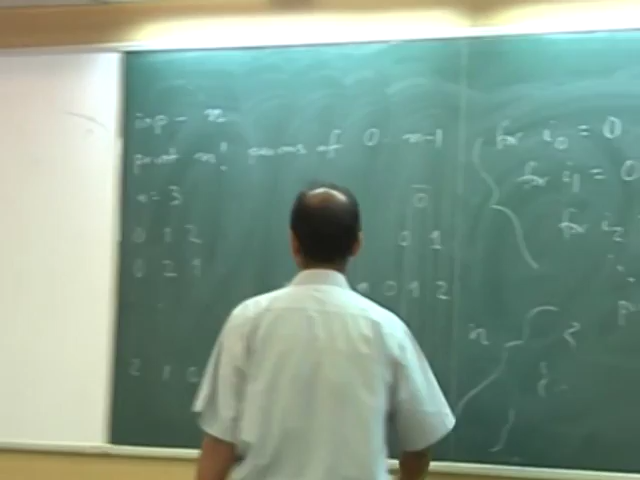 inp - n
print n! perms of 0 .. n-1
n = 3
0 1 2
0 2 1
2 1 0
0
0 1
0 1 2
for i0 = 0
for i1 = 0
for i2
n